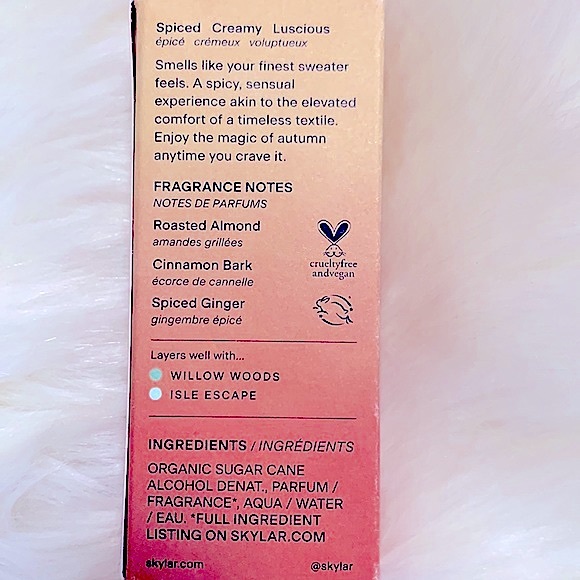 Spiced Creamy Luscious
épicé crémeux voluptueux
Smells like your finest sweater
feels. A spicy, sensual
experience akin to the elevated
comfort of a timeless textile.
Enjoy the magic of autumn
anytime you crave it.
FRAGRANCE NOTES
NOTES DE PARFUMS
Roasted Almond
amandes grillées
Cinnamon Bark
écorce de cannelle
Spiced Ginger
gingembre épicé
crueltyfree
andvegan
Layers well with...
WILLOW WOODS
ISLE ESCAPE
INGREDIENTS / INGRÉDIENTS
ORGANIC SUGAR CANE
ALCOHOL DENAT., PARFUM /
FRAGRANCE*, AQUA / WATER
/ EAU. *FULL INGREDIENT
LISTING ON SKYLAR.COM
skylar.com @skylar